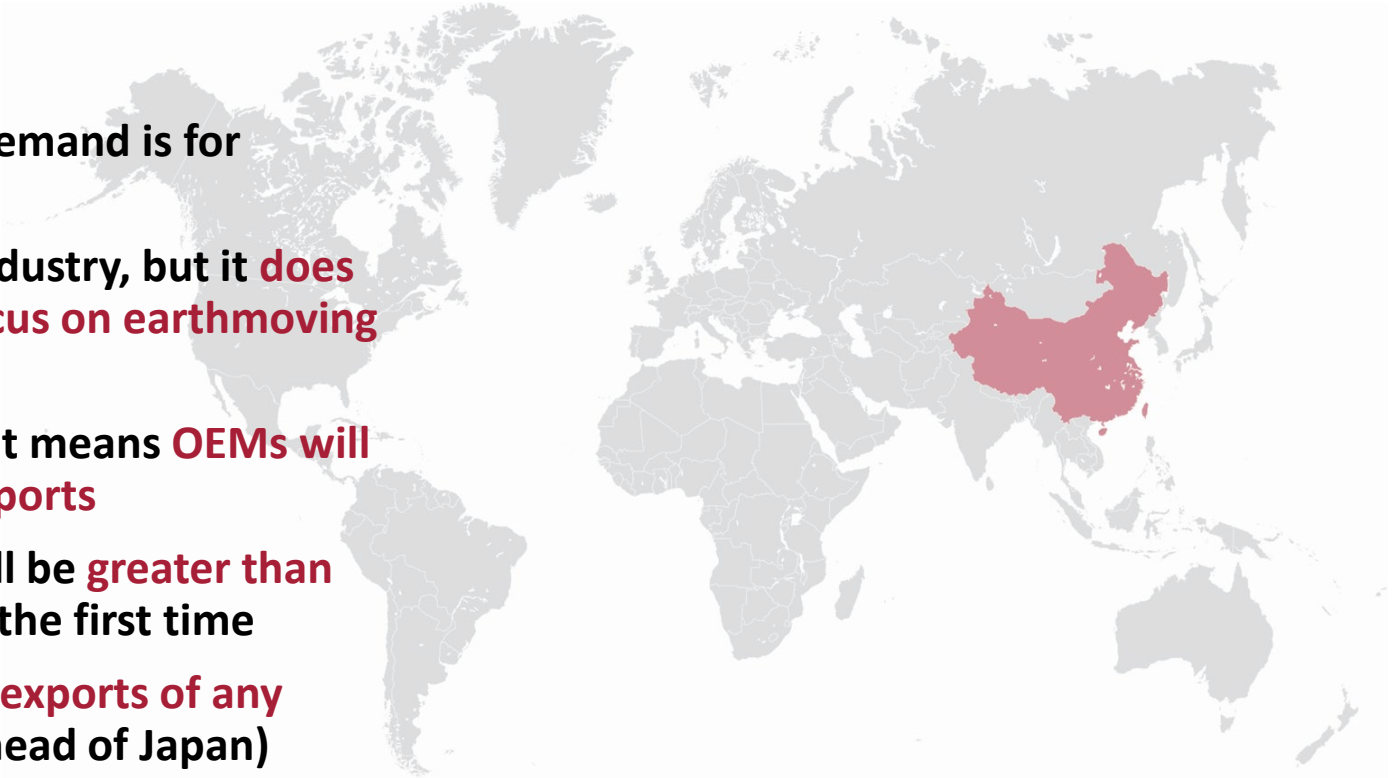 emand is for
dustry, but it does
cus on earthmoving
t means OEMs will
ports
ll be greater than
the first time
exports of any
head of Japan)